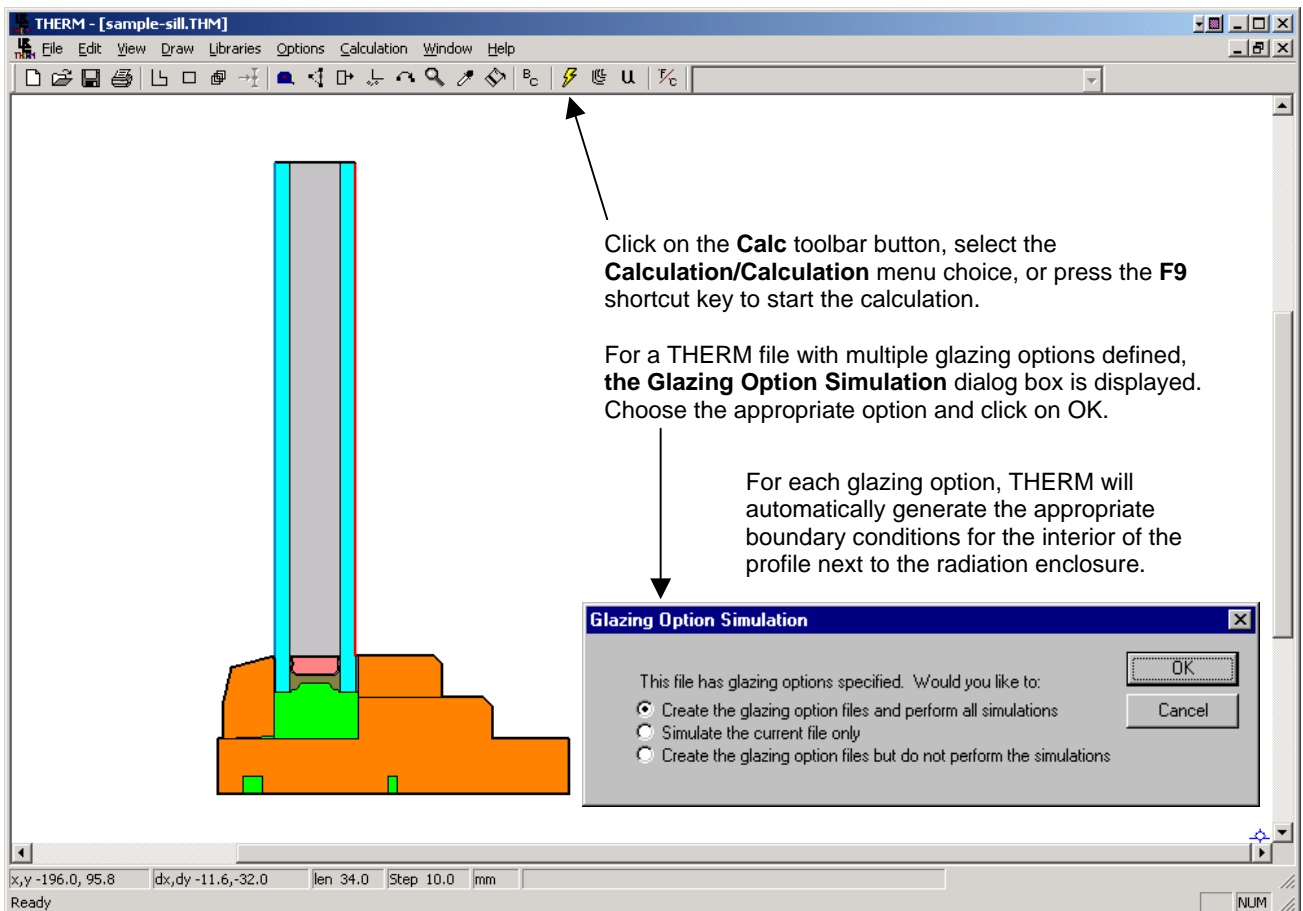 THERM - [sample-sill.THM]
File Edit View Draw Libraries Options Calculation Window Help
BC U F/C
Click on the Calc toolbar button, select the
Calculation/Calculation menu choice, or press the F9
shortcut key to start the calculation.
For a THERM file with multiple glazing options defined,
the Glazing Option Simulation dialog box is displayed.
Choose the appropriate option and click on OK.
For each glazing option, THERM will
automatically generate the appropriate
boundary conditions for the interior of the
profile next to the radiation enclosure.
Glazing Option Simulation
This file has glazing options specified. Would you like to:
Create the glazing option files and perform all simulations
Simulate the current file only
Create the glazing option files but do not perform the simulations
OK
Cancel
x,y -196.0, 95.8 dx,dy -11.6,-32.0 len 34.0 Step 10.0 mm
Ready NUM